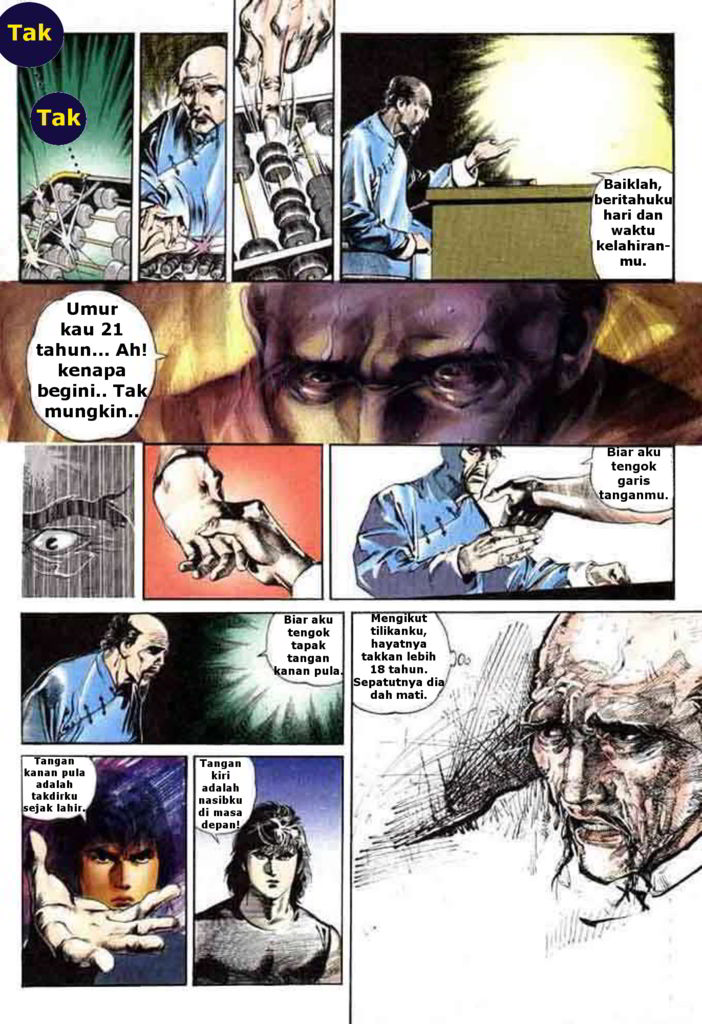 Tak
Tak
Baiklah,
beritahuku
hari dan
waktu
kelahiran-
mu.
Umur
kau 21
tahun... Ah!
kenapa
begini.. Tak
mungkin..
Biar aku
tengok
garis
tanganmu.
Biar aku
tengok
tapak
tangan
kanan pula.
Mengikut
tilikanku,
hayatnya
takkan lebih
18 tahun.
Sepatutnya dia
dah mati.
Tangan
kanan pula
adalah
takdirku
sejak lahir.
Tangan
kiri
adalah
nasibku
di masa
depan!